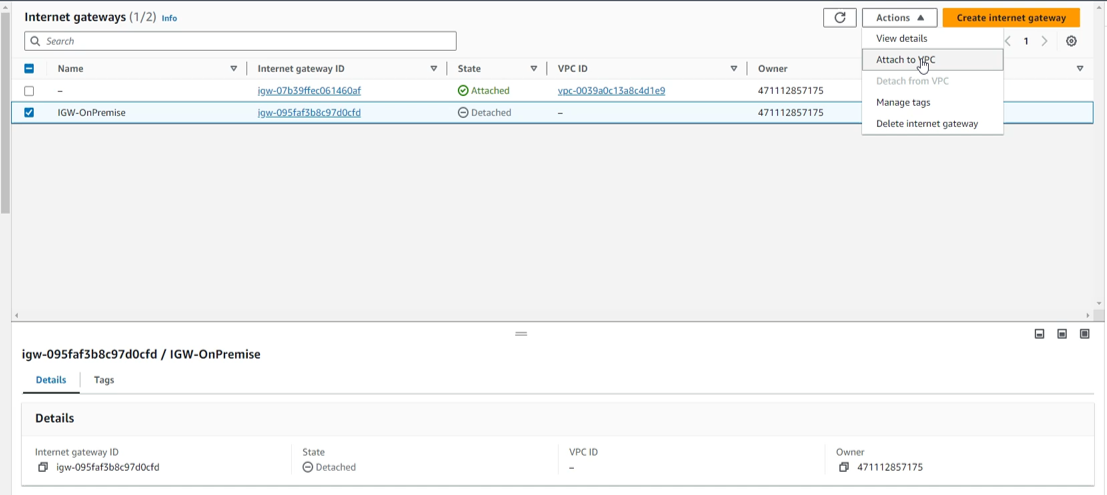 Internet gateways (1/2) Info
Actions ▲
Create internet gateway
Search
1
View details
Attach to VPC
Detach from VPC
Manage tags
Delete internet gateway
Name Internet gateway ID State VPC ID Owner
– igw-07b39ffec061460af Attached vpc-0039a0c13a8c4d1e9 471112857175
IGW-OnPremise igw-095faf3b8c97d0cfd Detached – 471112857175
igw-095faf3b8c97d0cfd / IGW-OnPremise
Details Tags
Details
Internet gateway ID State VPC ID Owner
igw-095faf3b8c97d0cfd Detached – 471112857175